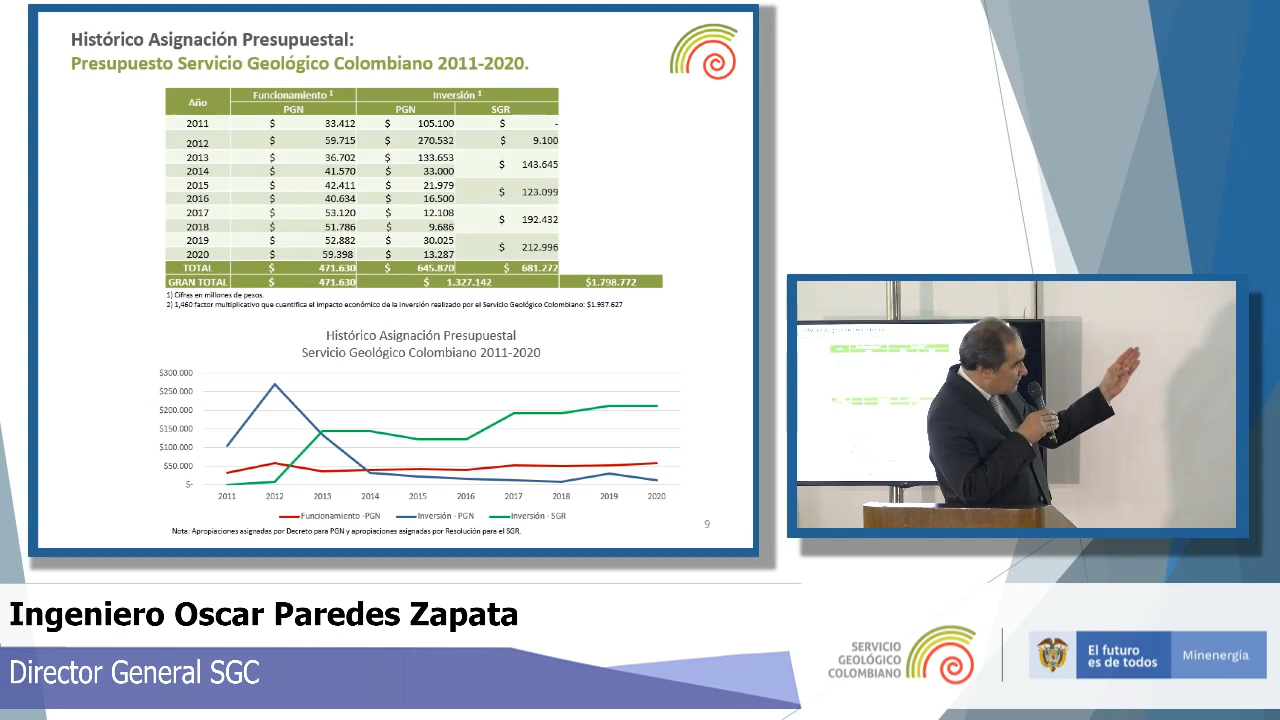 Histórico Asignación Presupuestal:
Presupuesto Servicio Geológico Colombiano 2011-2020.
Año Funcionamiento 1 Inversión 1
PGN PGN SGR
2011 $ 33.412 $ 105.100 $ -
2012 $ 59.715 $ 270.532 $ 9.100
2013 $ 36.702 $ 133.653
$ 143.645
2014 $ 41.570 $ 33.000
2015 $ 42.411 $ 21.979
$ 123.099
2016 $ 40.634 $ 16.500
2017 $ 53.120 $ 12.108
$ 192.432
2018 $ 51.786 $ 9.686
2019 $ 52.882 $ 30.025
$ 212.996
2020 $ 59.398 $ 13.287
TOTAL $ 471.630 $ 645.870 $ 681.272
GRAN TOTAL $ 471.630 $ 1.327.142 $1.798.772
1) Cifras en millones de pesos.
2) 1,460 factor multiplicativo que cuantifica el impacto económico de la inversión realizado por el Servicio Geológico Colombiano: $1.937.627
Histórico Asignación Presupuestal
Servicio Geológico Colombiano 2011-2020
$300.000
$250.000
$200.000
$150.000
$100.000
$50.000
$-
2011 2012 2013 2014 2015 2016 2017 2018 2019 2020
Funcionamiento -PGN Inversión - PGN Inversión - SGR
Nota: Apropiaciones asignadas por Decreto para PGN y apropiaciones asignadas por Resolución para el SGR.
9
Ingeniero Oscar Paredes Zapata
Director General SGC
SERVICIO
GEOLÓGICO
COLOMBIANO
El futuro
es de todos
Minenergía